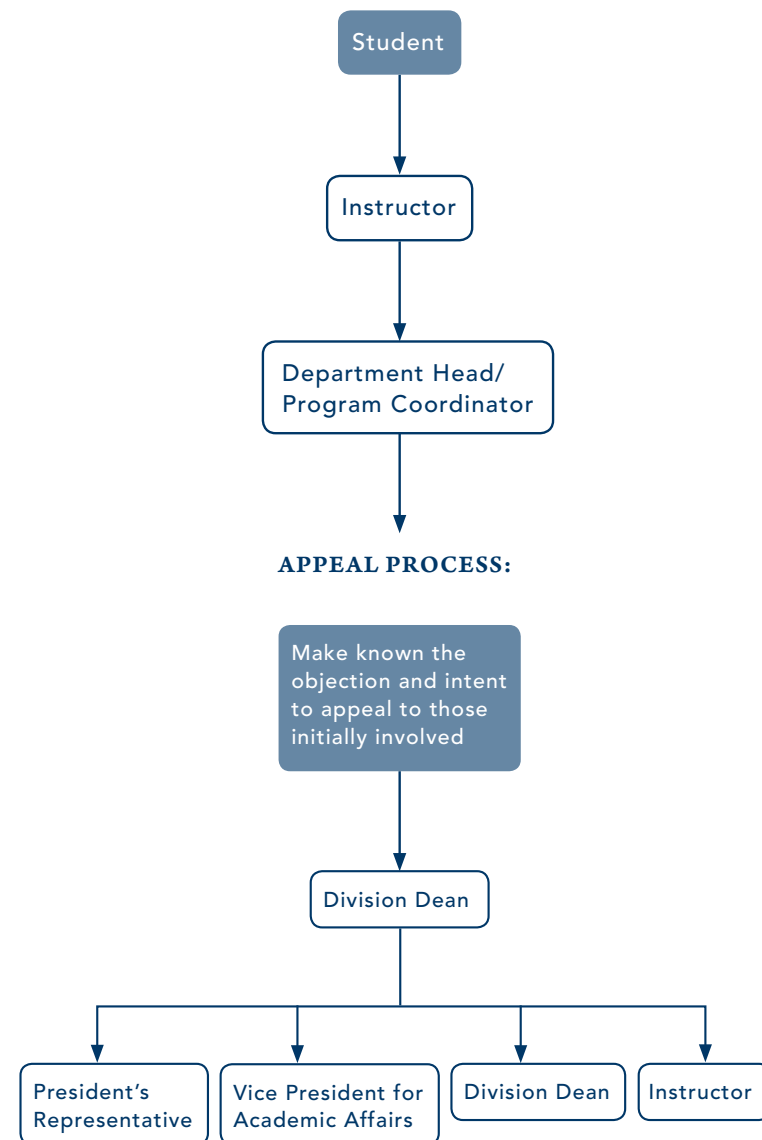 Student
Instructor
Department Head/
Program Coordinator
APPEAL PROCESS:
Make known the
objection and intent
to appeal to those
initially involved
Division Dean
President's
Representative
Vice President for
Academic Affairs
Division Dean
Instructor